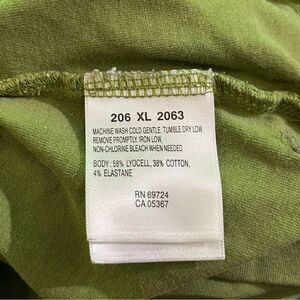 206 XL 2063
MACHINE WASH COLD GENTLE, TUMBLE DRY LOW,
REMOVE PROMPTLY, IRON LOW,
NON-CHLORINE BLEACH WHEN NEEDED
BODY: 58% LYOCELL, 38% COTTON,
4% ELASTANE
RN 69724
CA 05367